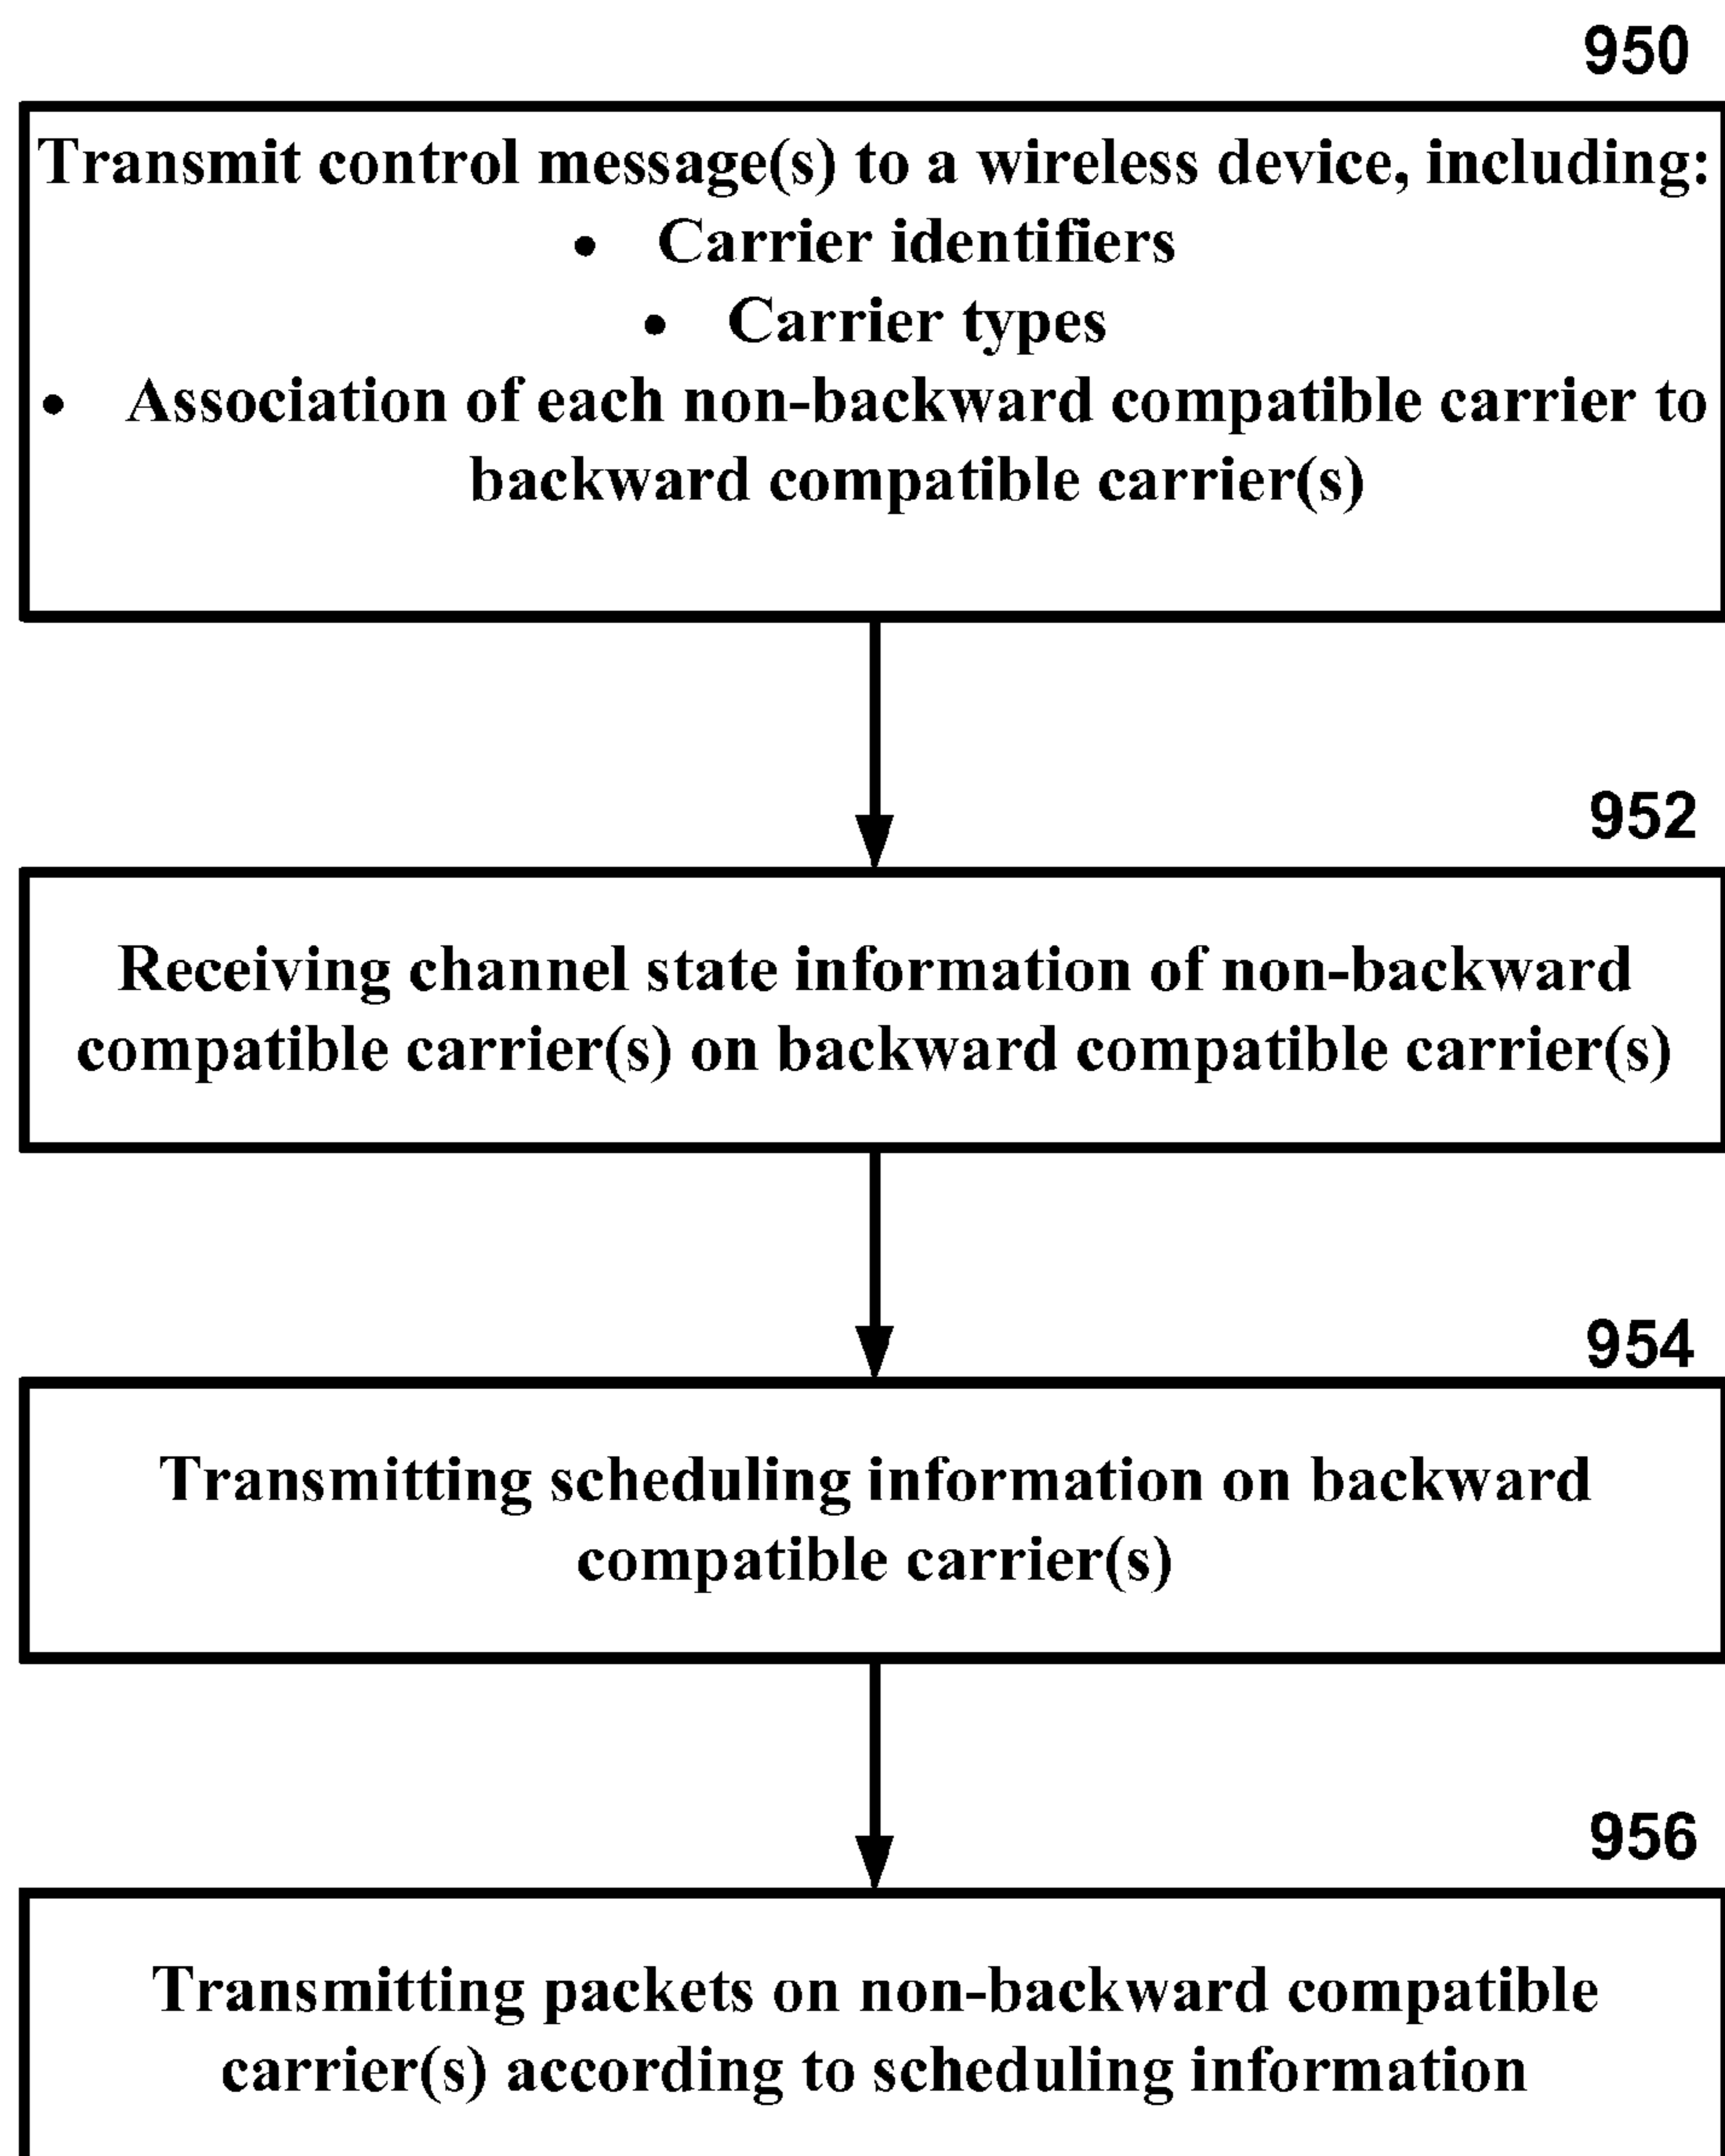 950
Transmit control message(s) to a wireless device, including:
• Carrier identifiers
• Carrier types
• Association of each non-backward compatible carrier to
backward compatible carrier(s)
952
Receiving channel state information of non-backward
compatible carrier(s) on backward compatible carrier(s)
954
Transmitting scheduling information on backward
compatible carrier(s)
956
Transmitting packets on non-backward compatible
carrier(s) according to scheduling information